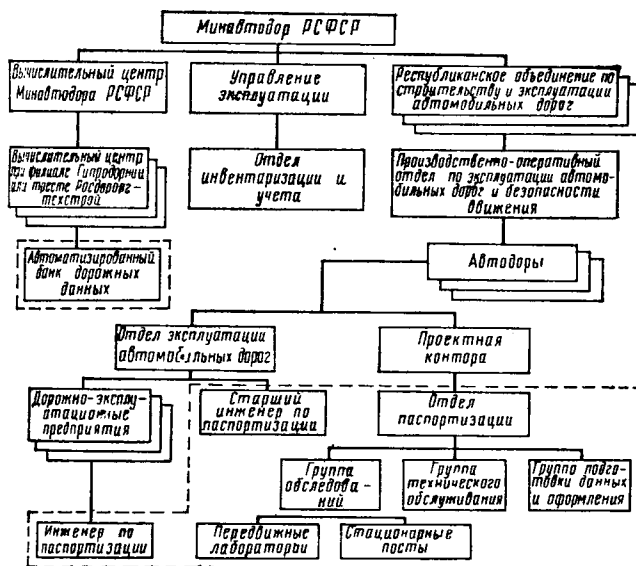 Минавтодор РСФСР
Вычислительный центр
Минавтодора РСФСР
Управление
эксплуатации
Республиканское объединение по
строительству и эксплуатации
автомобильных дорог
Вычислительный центр
при филиале Гипродорнии
или тресте Росдороргтехстрой
Отдел
инвентаризации и
учета
Производственно-оперативный
отдел по эксплуатации автомо-
бильных дорог и безопасности
движения
Автоматизированный
банк дорожных
данных
Автодоры
Отдел эксплуатации
автомобильных дорог
Проектная
контора
Дорожно-эксплу-
атационные
предприятия
Старший
инженер по
паспортизации
Отдел
паспортизации
Группа
обследова-
ний
Группа
технического
обслуживания
Группа подго-
товки данных
и оформления
Инженер по
паспортизации
Передвижные
лаборатории
Стационарные
посты